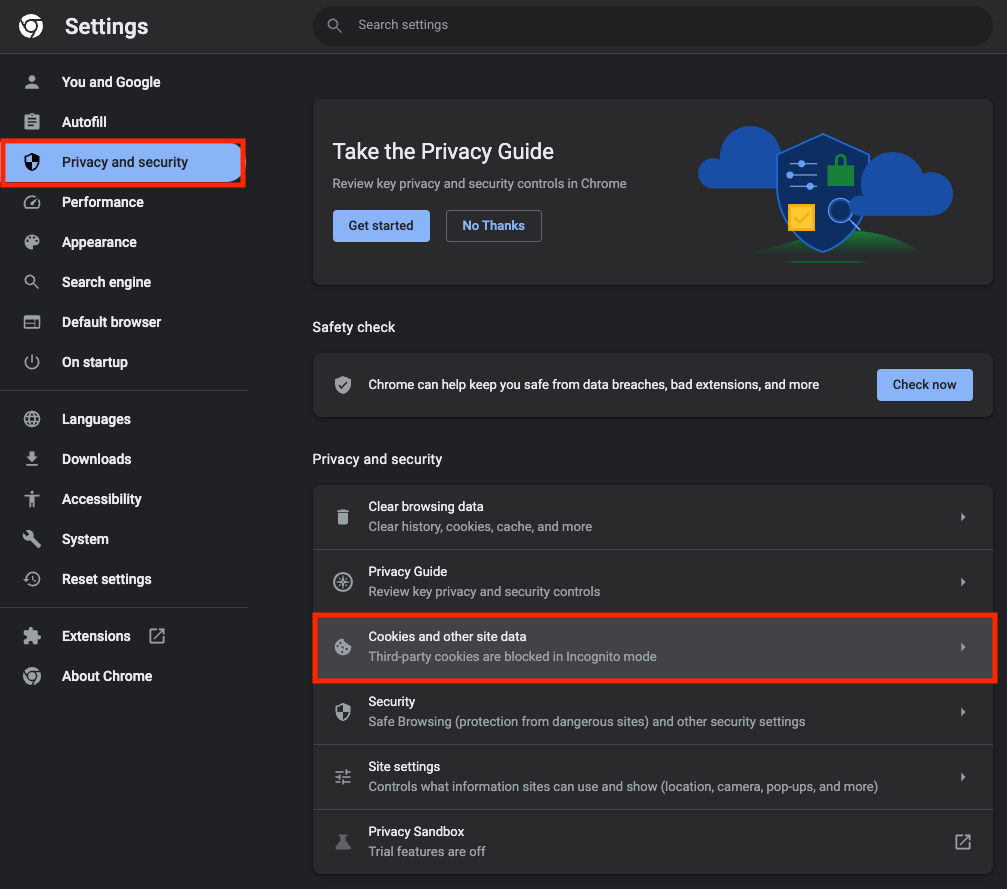 Settings
Search settings
You and Google
Autofill
Privacy and security
Performance
Appearance
Search engine
Default browser
On startup
Languages
Downloads
Accessibility
System
Reset settings
Extensions
About Chrome
Take the Privacy Guide
Review key privacy and security controls in Chrome
Get started
No Thanks
Safety check
Chrome can help keep you safe from data breaches, bad extensions, and more
Check now
Privacy and security
Clear browsing data
Clear history, cookies, cache, and more
Privacy Guide
Review key privacy and security controls
Cookies and other site data
Third-party cookies are blocked in Incognito mode
Security
Safe Browsing (protection from dangerous sites) and other security settings
Site settings
Controls what information sites can use and show (location, camera, pop-ups, and more)
Privacy Sandbox
Trial features are off